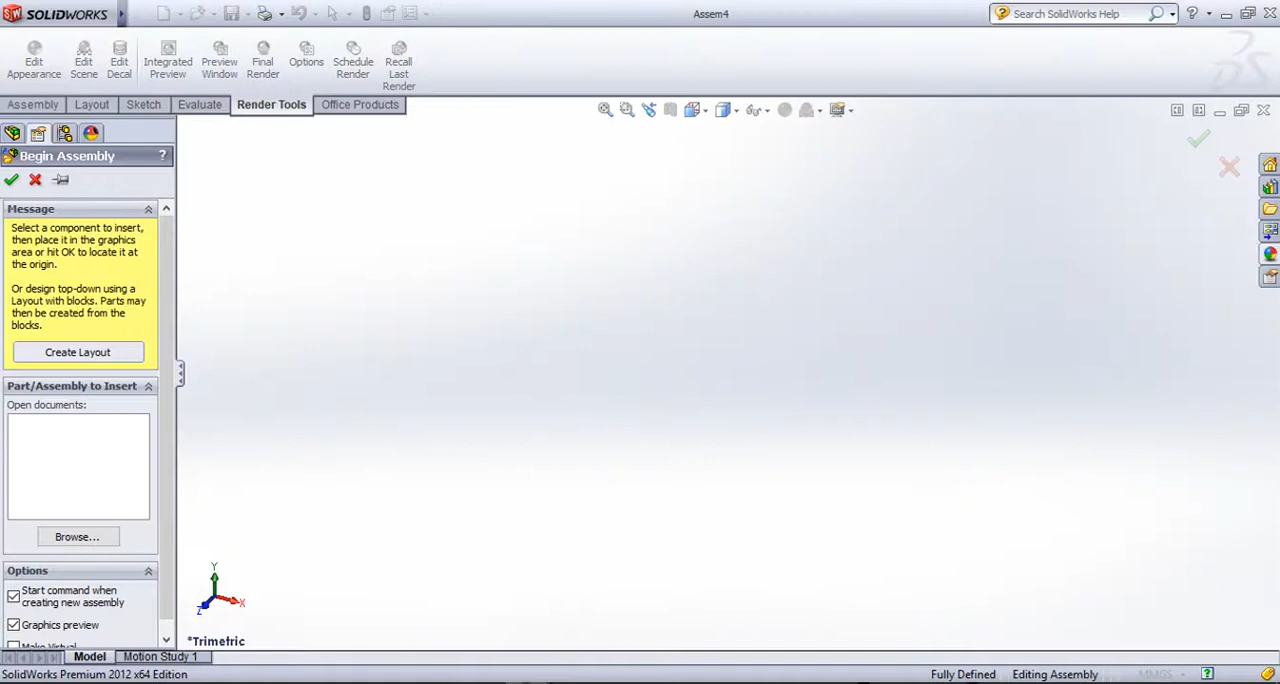 SW SOLIDWORKS
Assem4
Search SolidWorks Help
Edit Appearance
Edit Scene
Edit Decal
Integrated Preview
Preview Window
Final Render
Options
Schedule Render
Recall Last Render
Assembly
Layout
Sketch
Evaluate
Render Tools
Office Products
Begin Assembly
?
Message
Select a component to insert,
then place it in the graphics
area or hit OK to locate it at
the origin.
Or design top-down using a
Layout with blocks. Parts may
then be created from the
blocks.
Create Layout
Part/Assembly to Insert
Open documents:
Browse...
Options
Start command when
creating new assembly
Graphics preview
Make Virtual
Y
X
Z
*Trimetric
Model
Motion Study 1
SolidWorks Premium 2012 x64 Edition
Fully Defined
Editing Assembly
MMGS
?